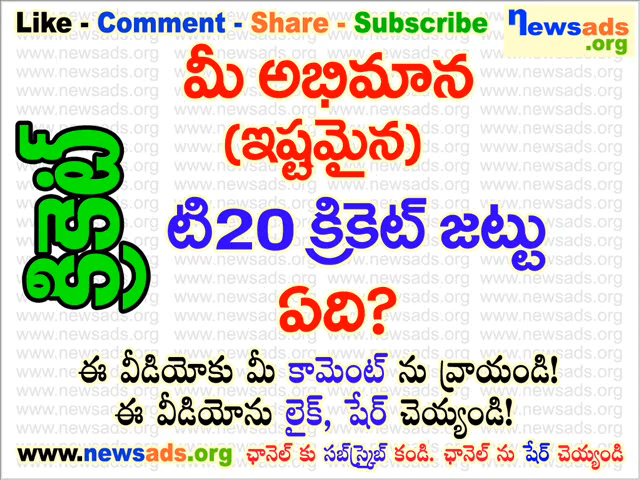 Like - Comment - Share - Subscribe
newsads
.org
మీ అభిమాన
(ఇష్టమైన)
క్రికెట్
టి20 క్రికెట్ జట్టు
ఏది?
ఈ వీడియోకు మీ కామెంట్ ను వ్రాయండి!
ఈ వీడియోను లైక్, షేర్ చెయ్యండి!
www.newsads.org ఛానెల్ కు సబ్‌స్క్రైబ్ కండి. ఛానెల్ ను షేర్ చెయ్యండి